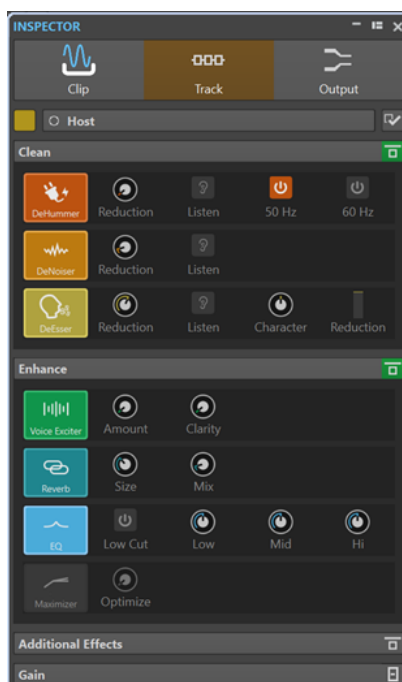 INSPECTOR
Clip Track Output
Host
Clean
DeHummer Reduction Listen 50 Hz 60 Hz
DeNoiser Reduction Listen
DeEsser Reduction Listen Character Reduction
Enhance
Voice Exciter Amount Clarity
Reverb Size Mix
EQ Low Cut Low Mid Hi
Maximizer Optimize
Additional Effects
Gain